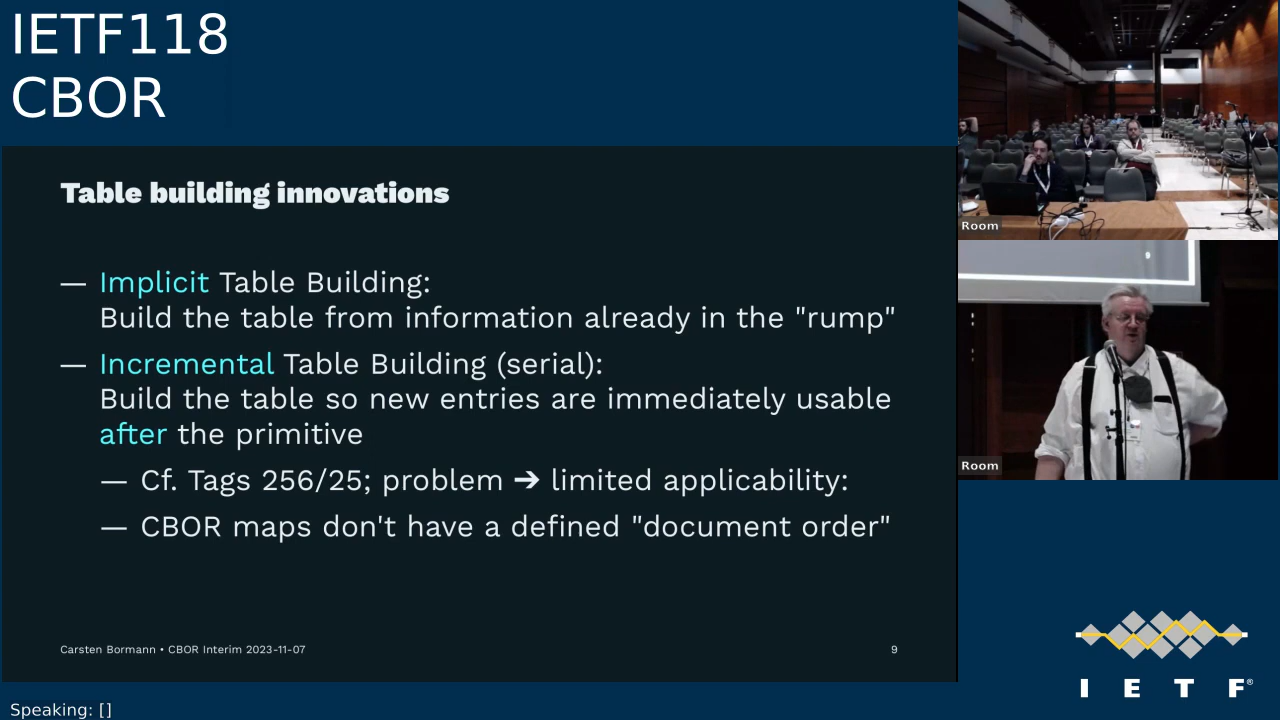 IETF118
CBOR
Table building innovations
— Implicit Table Building:
Build the table from information already in the "rump"
— Incremental Table Building (serial):
Build the table so new entries are immediately usable
after the primitive
— Cf. Tags 256/25; problem ➔ limited applicability:
— CBOR maps don't have a defined "document order"
Carsten Bormann • CBOR Interim 2023-11-07
9
Room
Room
I E T F®
Speaking: []